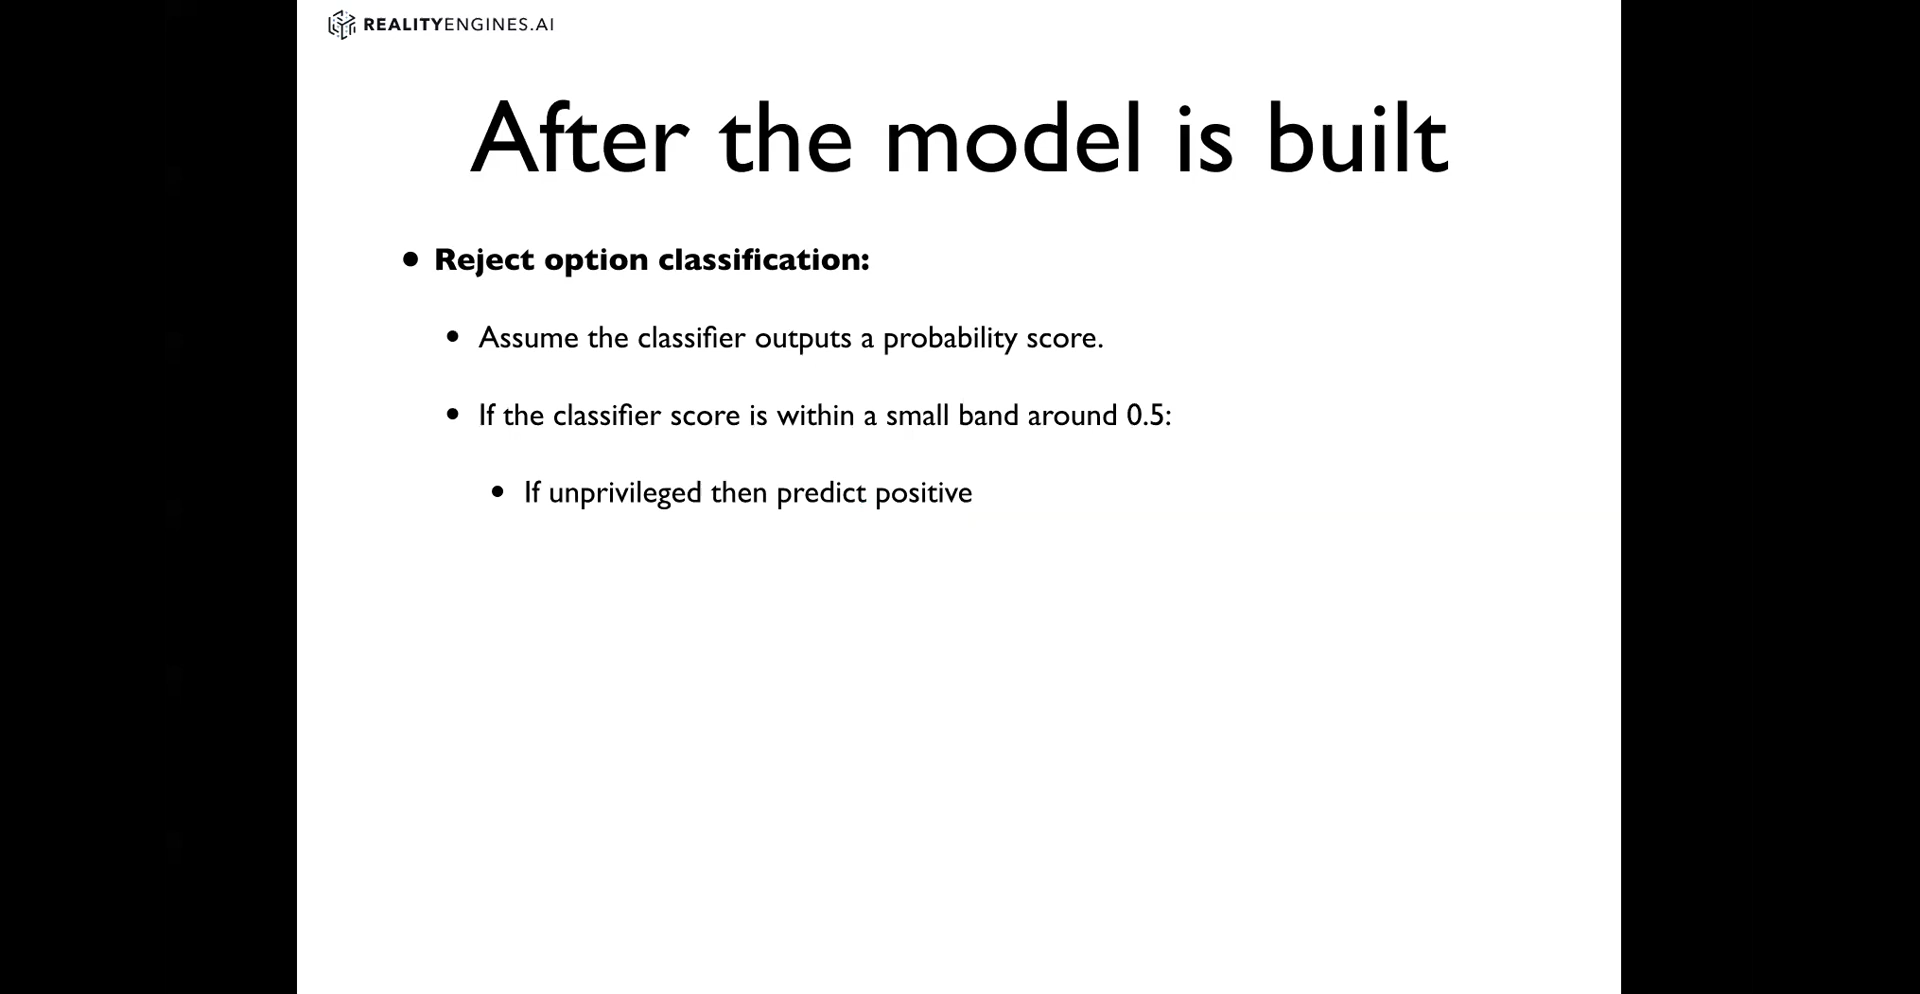 REALITYENGINES.AI
After the model is built
• Reject option classification:
• Assume the classifier outputs a probability score.
• If the classifier score is within a small band around 0.5:
• If unprivileged then predict positive